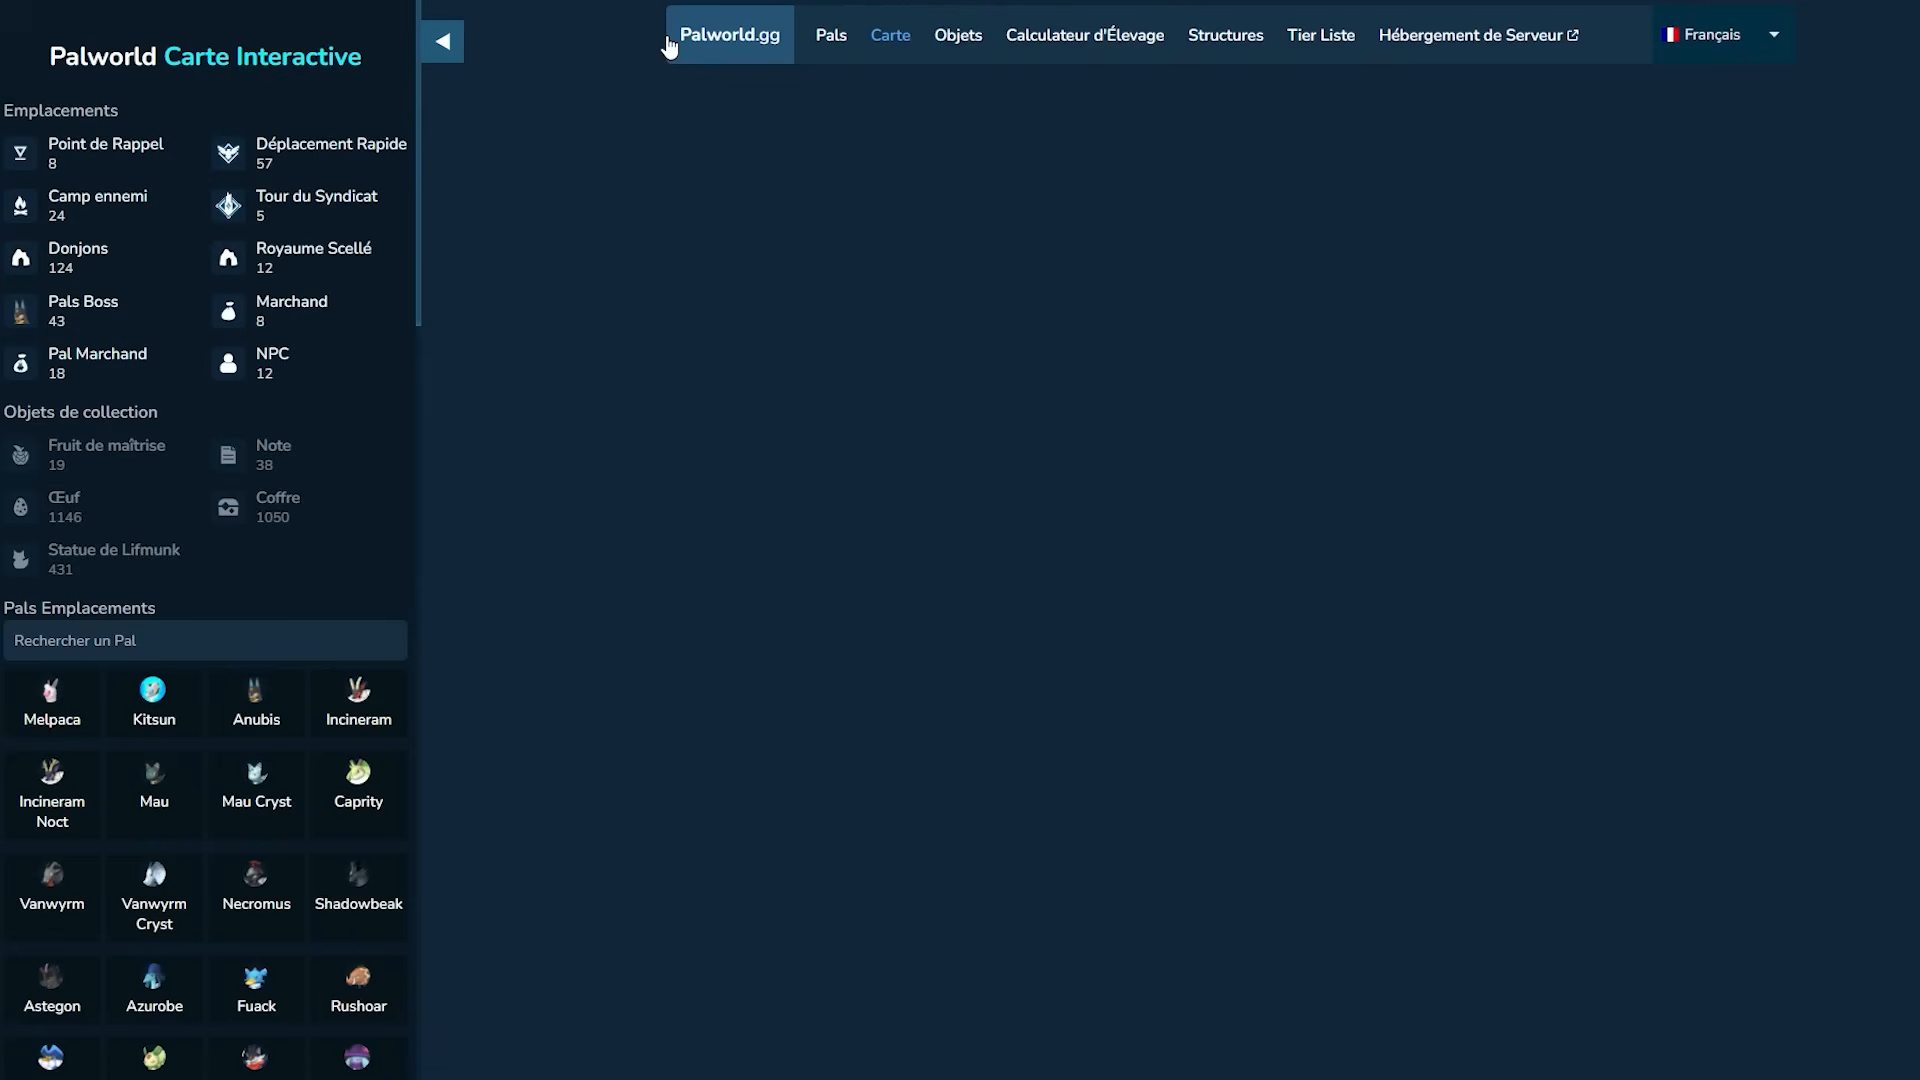 Palworld.gg
Pals
Carte
Objets
Calculateur d'Élevage
Structures
Tier Liste
Hébergement de Serveur
Français
Palworld Carte Interactive
Emplacements
Point de Rappel
8
Déplacement Rapide
57
Camp ennemi
24
Tour du Syndicat
5
Donjons
124
Royaume Scellé
12
Pals Boss
43
Marchand
8
Pal Marchand
18
NPC
12
Objets de collection
Fruit de maîtrise
19
Note
38
Œuf
1146
Coffre
1050
Statue de Lifmunk
431
Pals Emplacements
Rechercher un Pal
Melpaca
Kitsun
Anubis
Incineram
Incineram
Noct
Mau
Mau Cryst
Caprity
Vanwyrm
Vanwyrm
Cryst
Necromus
Shadowbeak
Astegon
Azurobe
Fuack
Rushoar